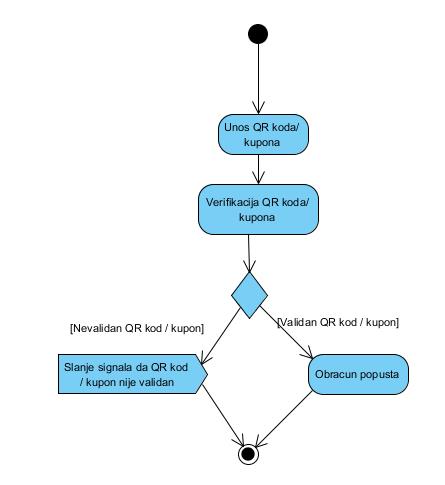 Unos QR koda/
kupona
Verifikacija QR koda/
kupona
[Nevalidan QR kod / kupon]
[Validan QR kod / kupon]
Slanje signala da QR kod
/ kupon nije validan
Obracun popusta